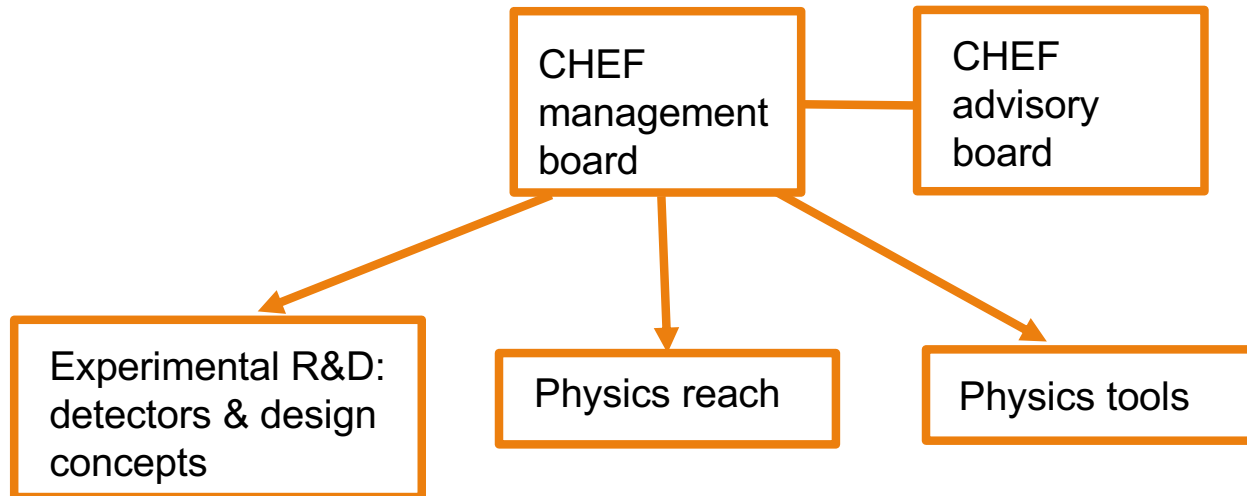 CHEF
management
board
CHEF
advisory
board
Experimental R&D:
detectors & design
concepts
Physics reach
Physics tools